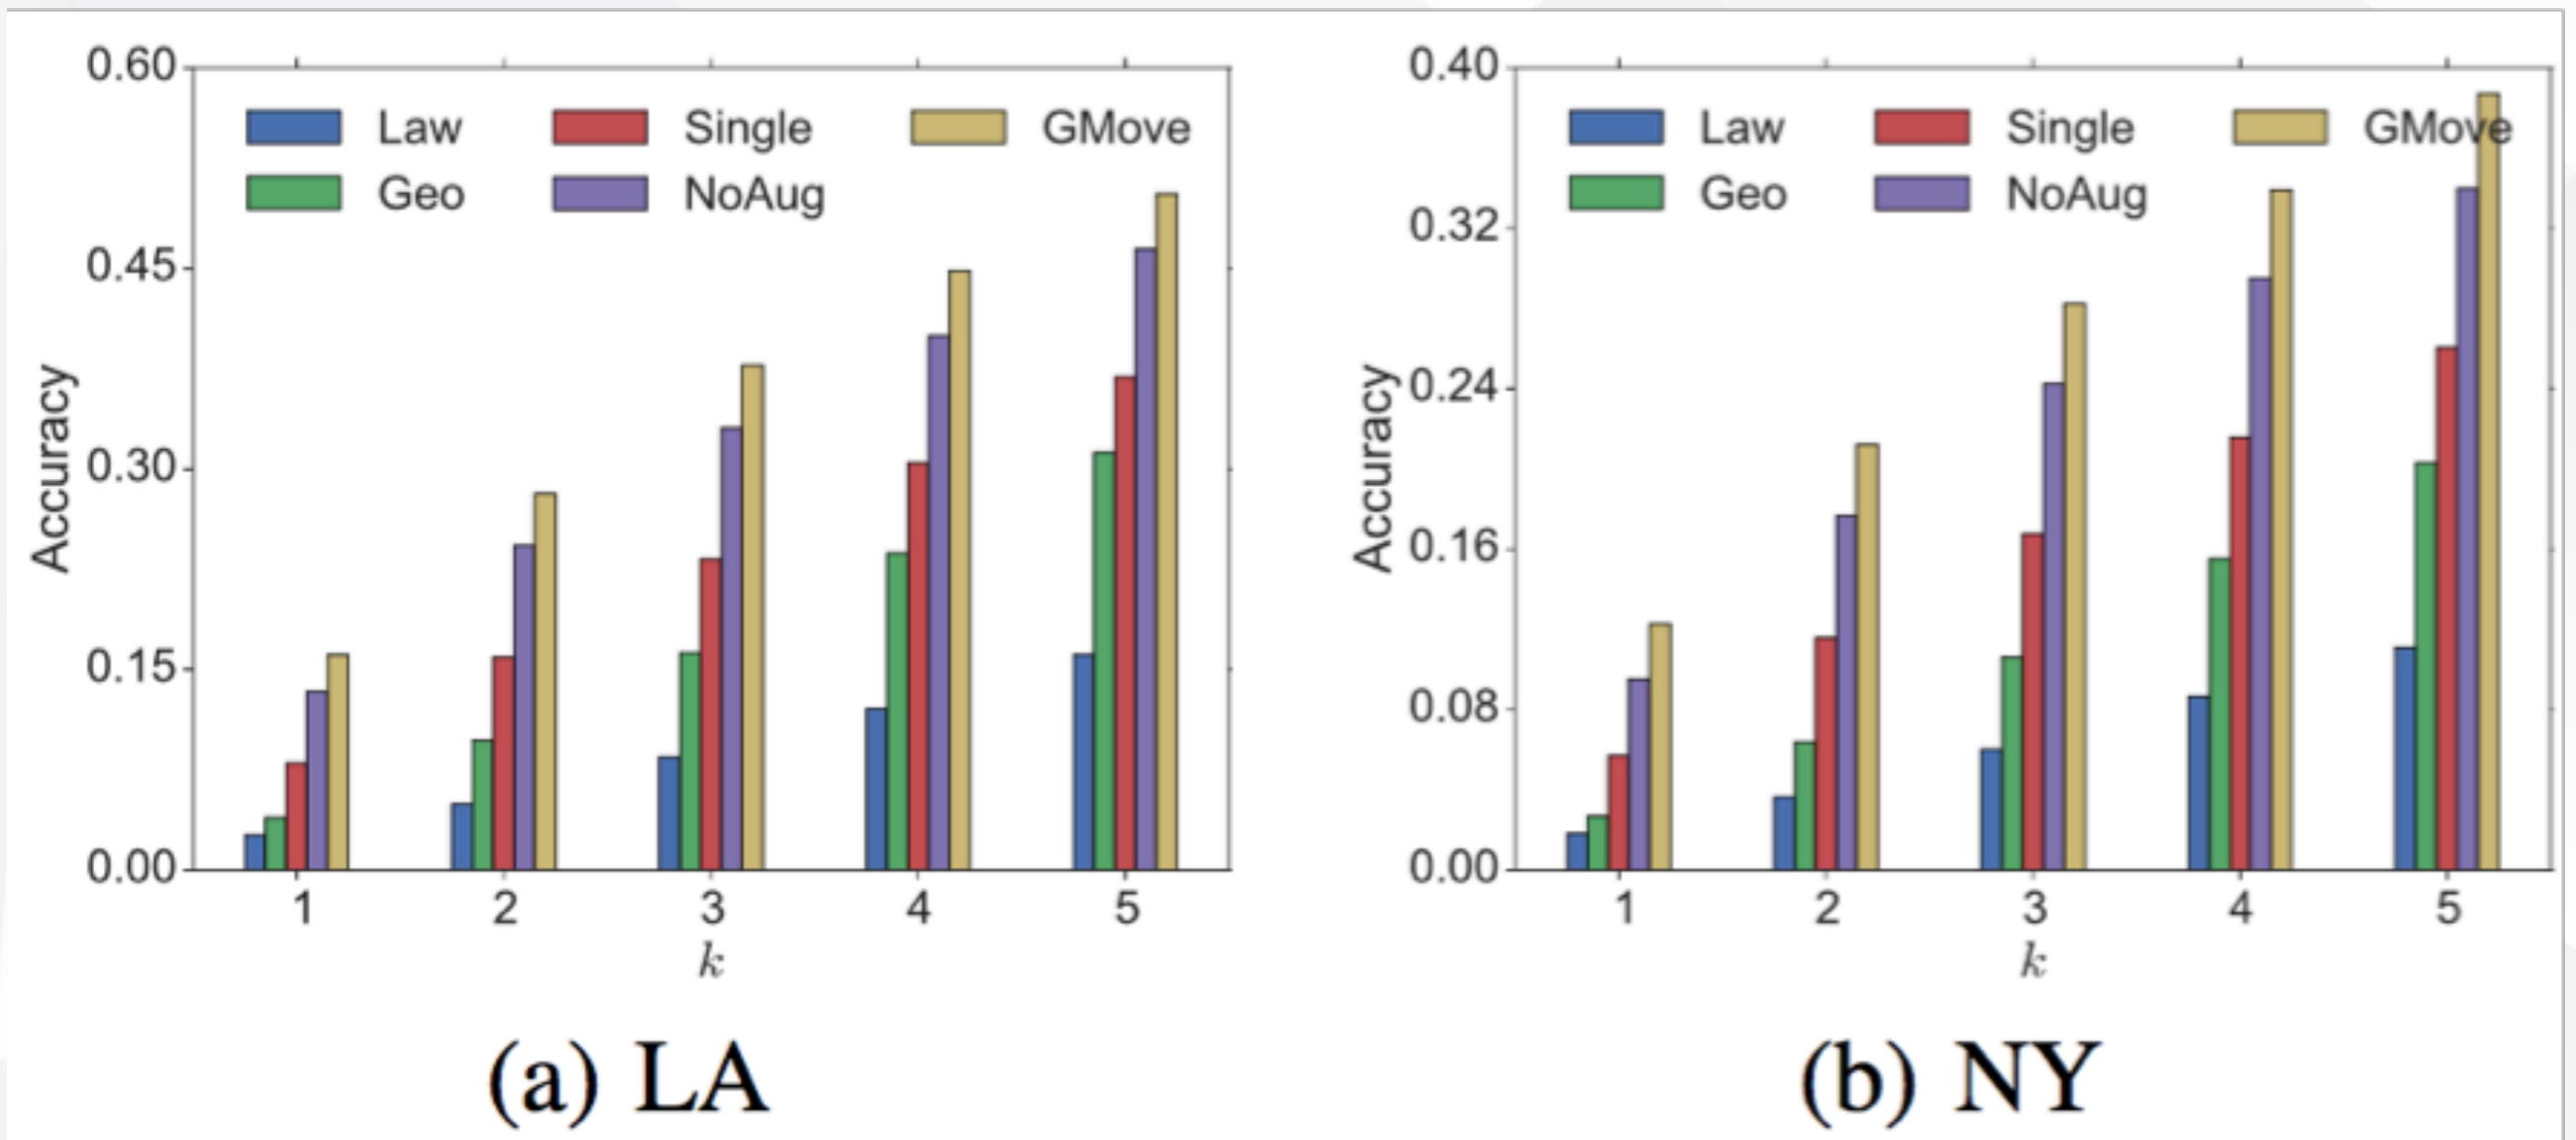 0.60
0.45
0.30
0.15
0.00
Accuracy
Law Single GMove
Geo NoAug
1 2 3 4 5
k
(a) LA
0.40
0.32
0.24
0.16
0.08
0.00
Accuracy
Law Single GMove
Geo NoAug
1 2 3 4 5
k
(b) NY